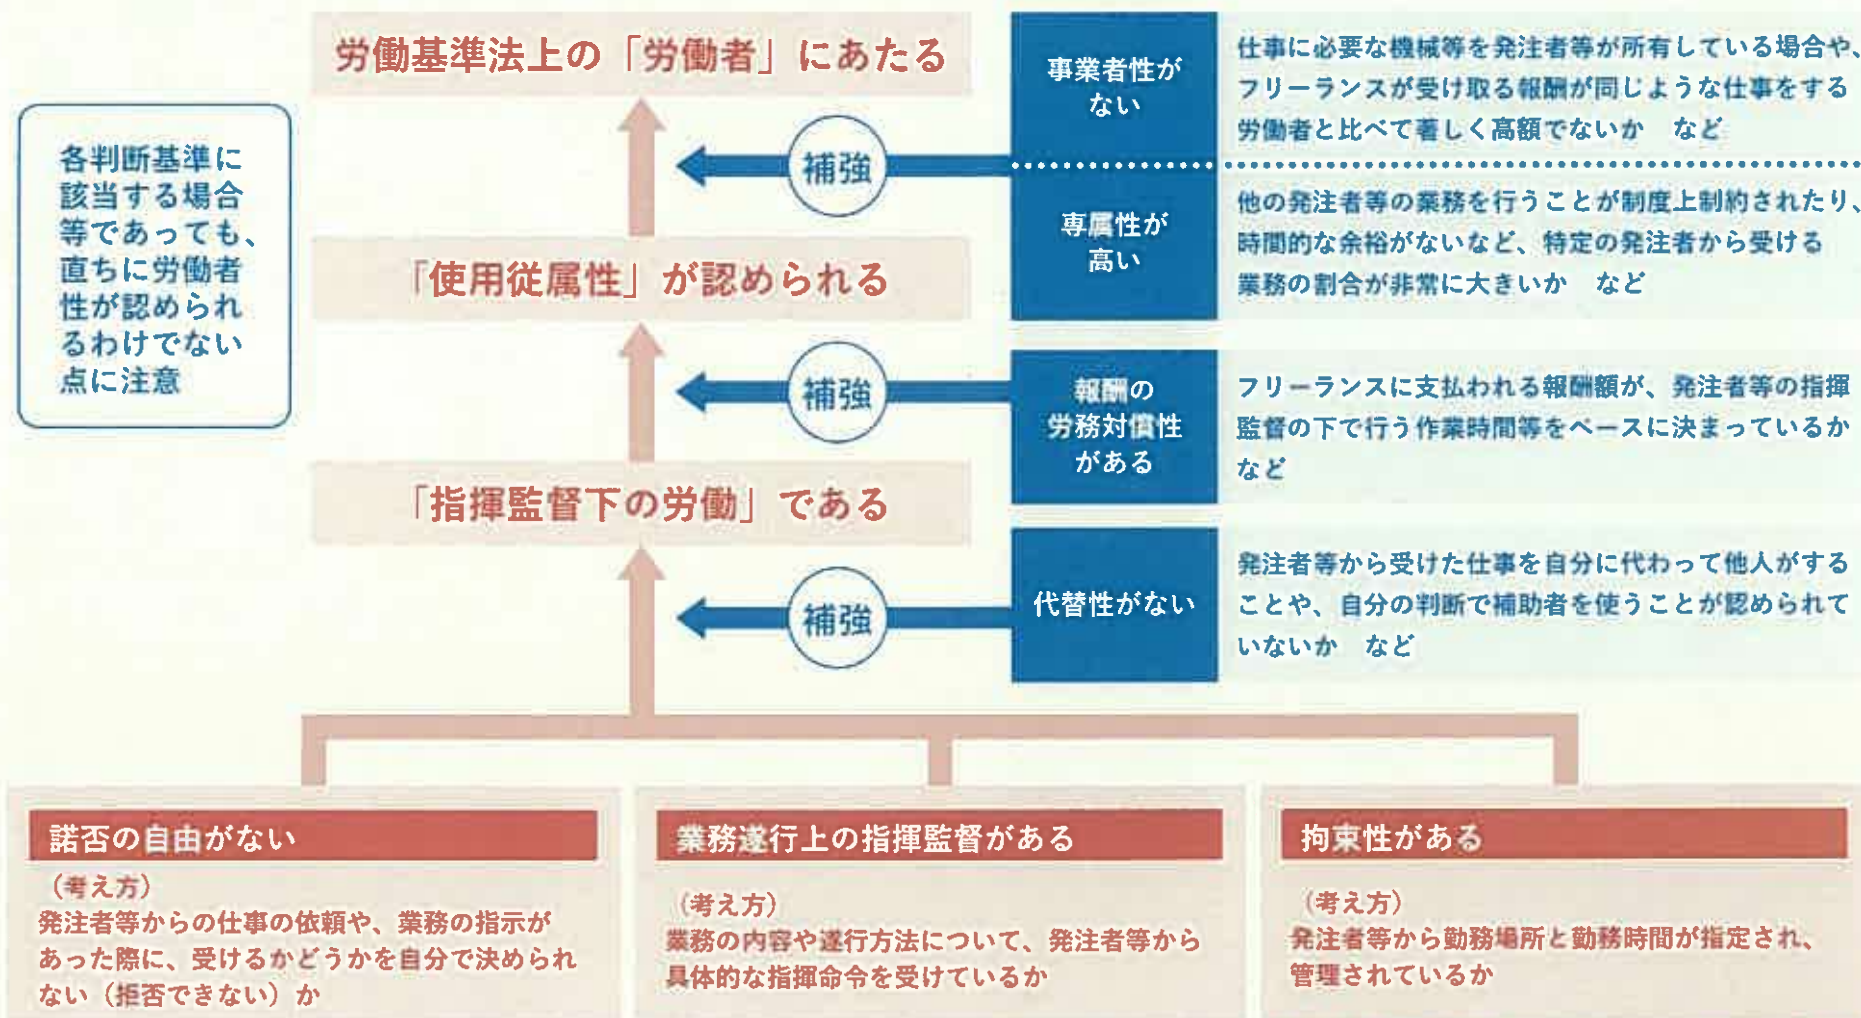 労働基準法上の「労働者」にあたる
各判断基準に
該当する場合
等であっても、
直ちに労働者
性が認められ
るわけでない
点に注意
補強
事業者性が
ない
仕事に必要な機械等を発注者等が所有している場合や、
フリーランスが受け取る報酬が同じような仕事をする
労働者と比べて著しく高額でないか　など
専属性が
高い
他の発注者等の業務を行うことが制度上制約されたり、
時間的な余裕がないなど、特定の発注者から受ける
業務の割合が非常に大きいか　など
「使用従属性」が認められる
補強
報酬の
労務対償性
がある
フリーランスに支払われる報酬額が、発注者等の指揮
監督の下で行う作業時間等をベースに決まっているか
など
「指揮監督下の労働」である
補強
代替性がない
発注者等から受けた仕事を自分に代わって他人がする
ことや、自分の判断で補助者を使うことが認められて
いないか　など
諾否の自由がない
（考え方）
発注者等からの仕事の依頼や、業務の指示が
あった際に、受けるかどうかを自分で決められ
ない（拒否できない）か
業務遂行上の指揮監督がある
（考え方）
業務の内容や遂行方法について、発注者等から
具体的な指揮命令を受けているか
拘束性がある
（考え方）
発注者等から勤務場所と勤務時間が指定され、
管理されているか